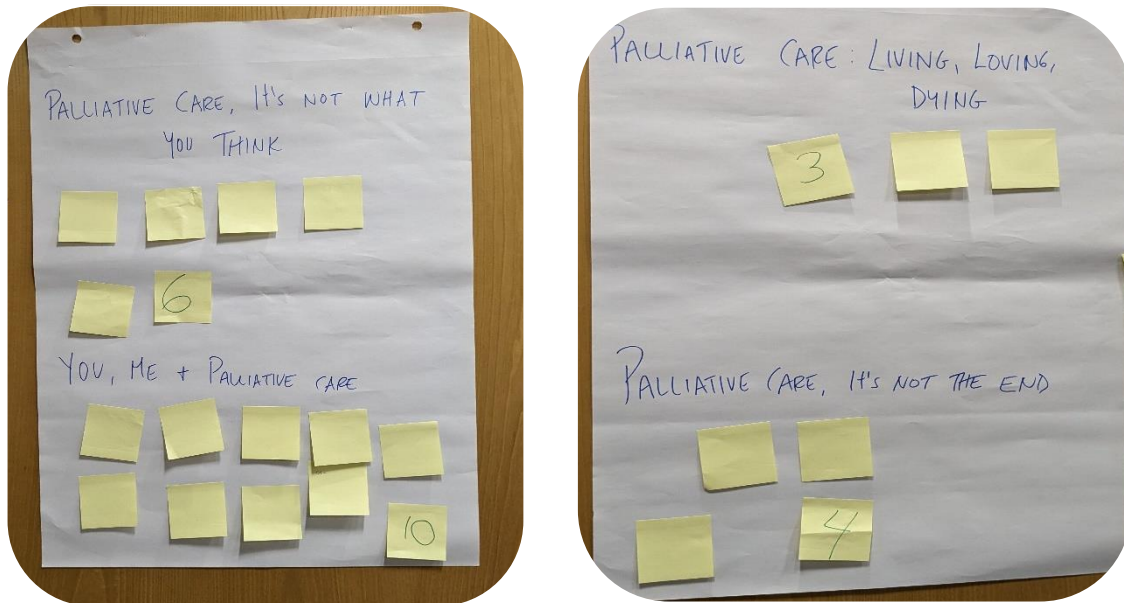 PALLIATIVE CARE, It's NOT WHAT
YOU THINK
6
YOU, ME + PALLIATIVE CARE
10
PALLIATIVE CARE: LIVING, LOVING,
DYING
3
PALLIATIVE CARE, It's NOT THE END
4